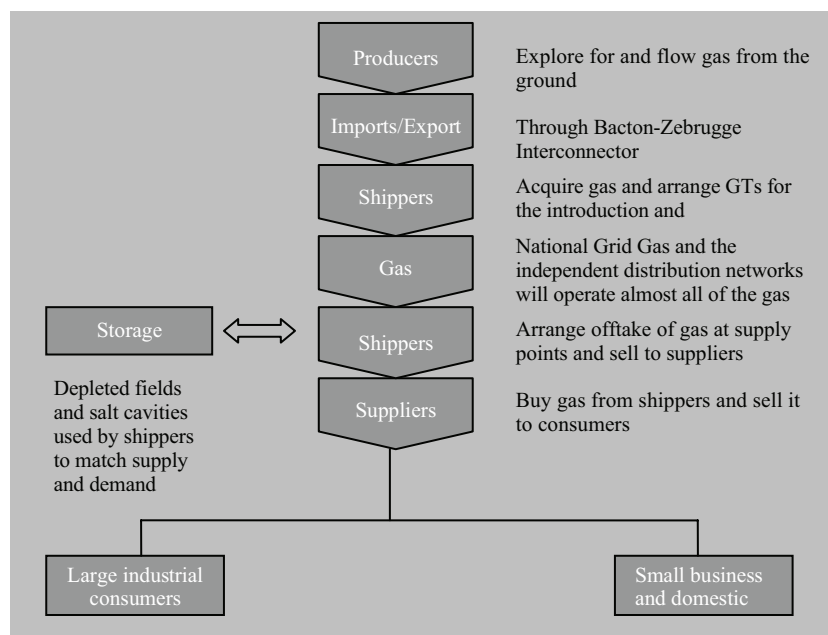 Producers
Explore for and flow gas from the
ground
Imports/Export
Through Bacton-Zebrugge
Interconnector
Shippers
Acquire gas and arrange GTs for
the introduction and
Gas
National Grid Gas and the
independent distribution networks
will operate almost all of the gas
Storage
Shippers
Arrange offtake of gas at supply
points and sell to suppliers
Depleted fields
and salt cavities
used by shippers
to match supply
and demand
Suppliers
Buy gas from shippers and sell it
to consumers
Large industrial
consumers
Small business
and domestic